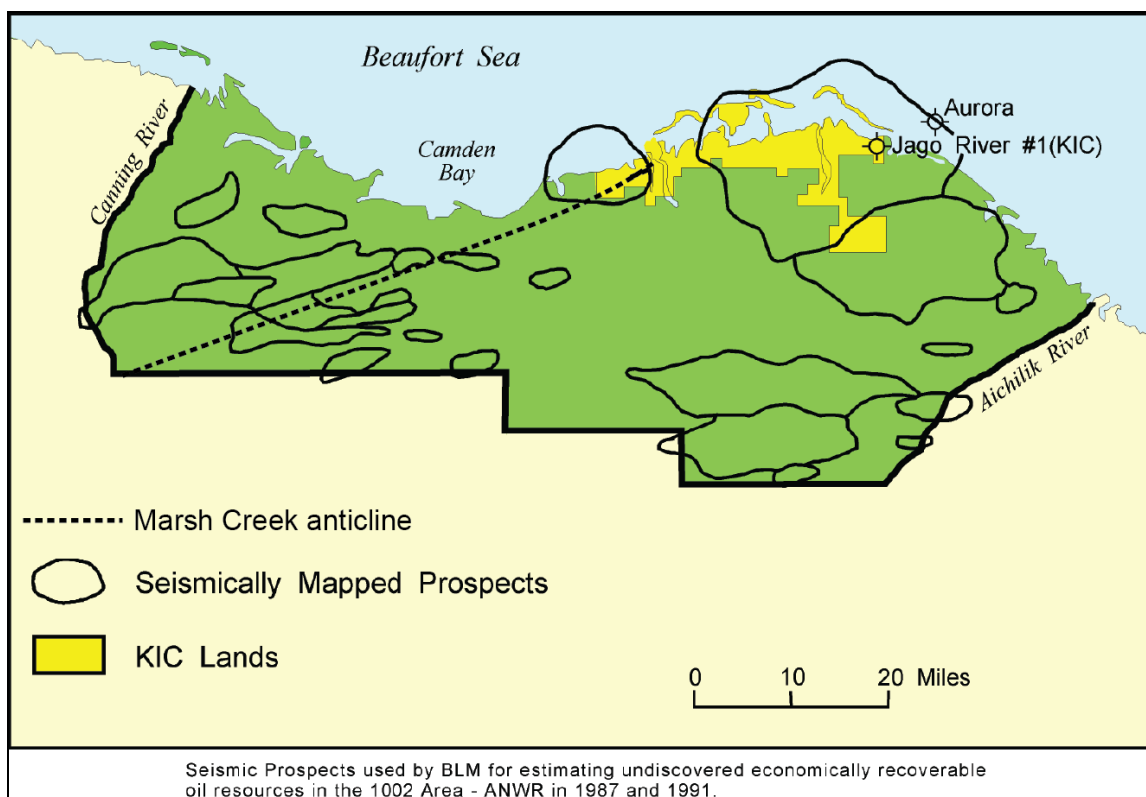 Beaufort Sea
Canning River
Camden
Bay
Aurora
Jago River #1(KIC)
Aichilik River
Marsh Creek anticline
Seismically Mapped Prospects
KIC Lands
0 10 20 Miles
Seismic Prospects used by BLM for estimating undiscovered economically recoverable
oil resources in the 1002 Area - ANWR in 1987 and 1991.